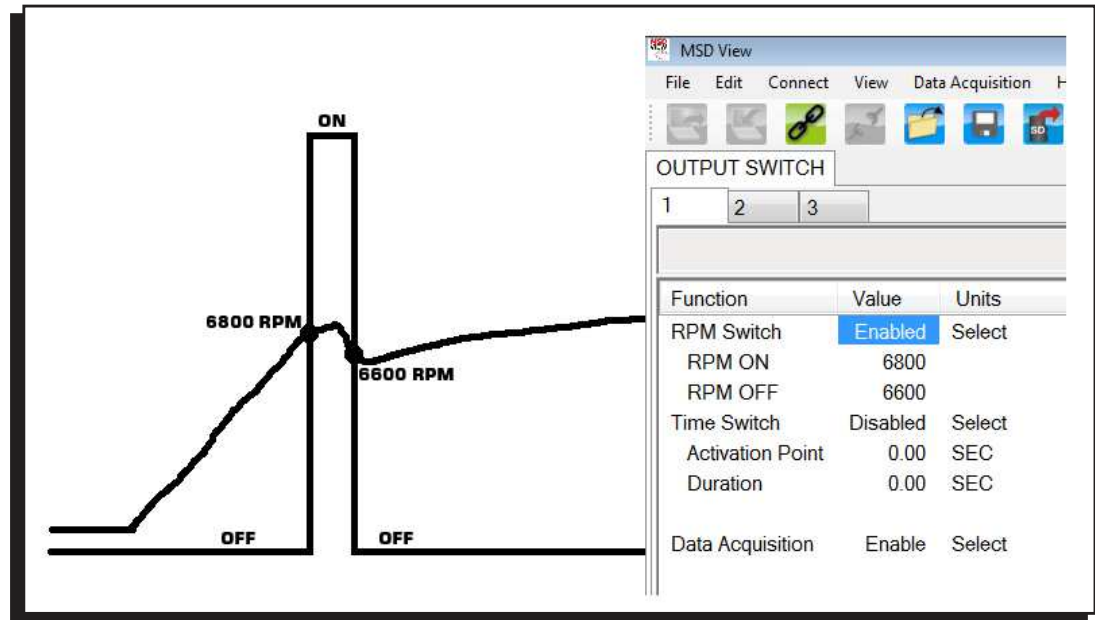 ON
6800 RPM
6600 RPM
OFF
OFF
MSD View
File Edit Connect View Data Acquisition H
SD
OUTPUT SWITCH
1 2 3
Function Value Units
RPM Switch Enabled Select
RPM ON 6800
RPM OFF 6600
Time Switch Disabled Select
Activation Point 0.00 SEC
Duration 0.00 SEC
Data Acquisition Enable Select